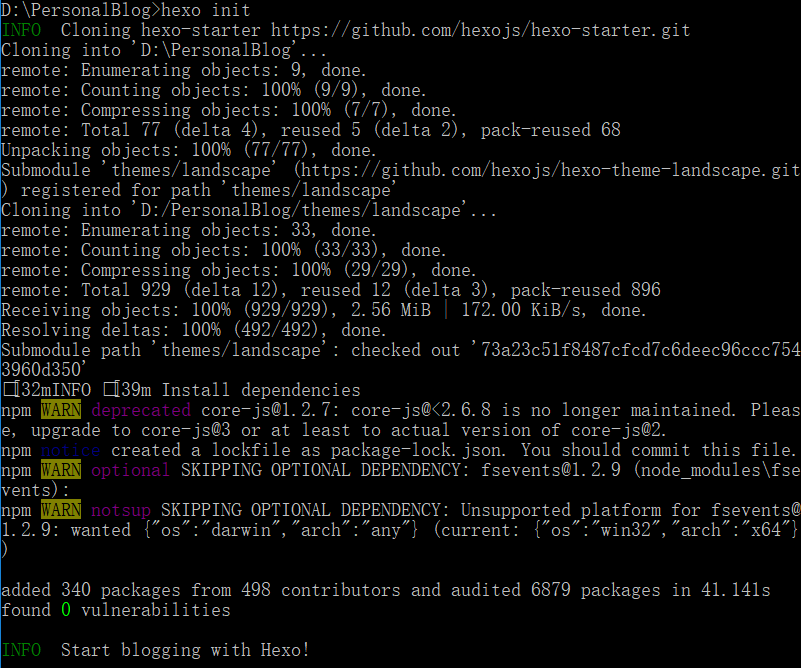 D:\PersonalBlog>hexo init
INFO  Cloning hexo-starter https://github.com/hexojs/hexo-starter.git
Cloning into 'D:\PersonalBlog'...
remote: Enumerating objects: 9, done.
remote: Counting objects: 100% (9/9), done.
remote: Compressing objects: 100% (7/7), done.
remote: Total 77 (delta 4), reused 5 (delta 2), pack-reused 68
Unpacking objects: 100% (77/77), done.
Submodule 'themes/landscape' (https://github.com/hexojs/hexo-theme-landscape.git
) registered for path 'themes/landscape'
Cloning into 'D:/PersonalBlog/themes/landscape'...
remote: Enumerating objects: 33, done.
remote: Counting objects: 100% (33/33), done.
remote: Compressing objects: 100% (29/29), done.
remote: Total 929 (delta 12), reused 12 (delta 3), pack-reused 896
Receiving objects: 100% (929/929), 2.56 MiB | 172.00 KiB/s, done.
Resolving deltas: 100% (492/492), done.
Submodule path 'themes/landscape': checked out '73a23c51f8487cfcd7c6deec96ccc754
3960d350'
□[32mINFO □[39m Install dependencies
npm WARN deprecated core-js@1.2.7: core-js@<2.6.8 is no longer maintained. Pleas
e, upgrade to core-js@3 or at least to actual version of core-js@2.
npm notice created a lockfile as package-lock.json. You should commit this file.
npm WARN optional SKIPPING OPTIONAL DEPENDENCY: fsevents@1.2.9 (node_modules\fse
vents):
npm WARN notsup SKIPPING OPTIONAL DEPENDENCY: Unsupported platform for fsevents@
1.2.9: wanted {"os":"darwin","arch":"any"} (current: {"os":"win32","arch":"x64"}
)
added 340 packages from 498 contributors and audited 6879 packages in 41.141s
found 0 vulnerabilities
INFO  Start blogging with Hexo!